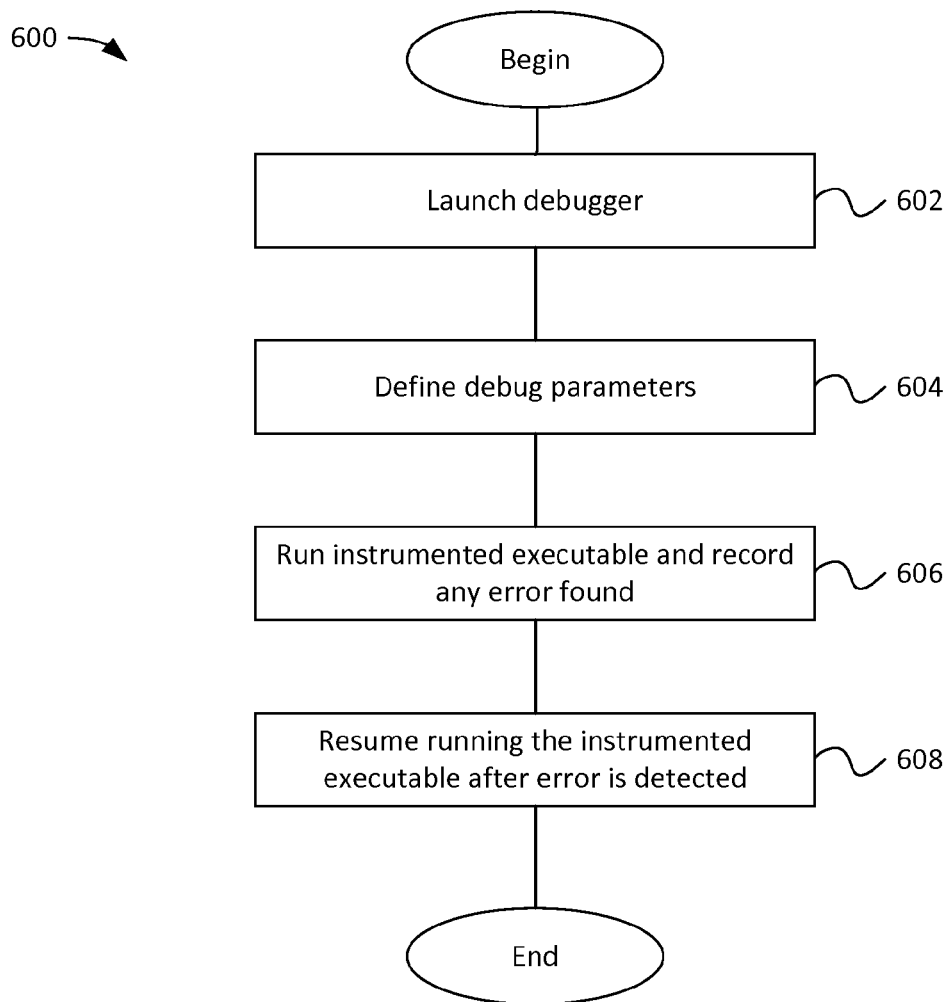 600
Begin
Launch debugger
602
Define debug parameters
604
Run instrumented executable and record
any error found
606
Resume running the instrumented
executable after error is detected
608
End